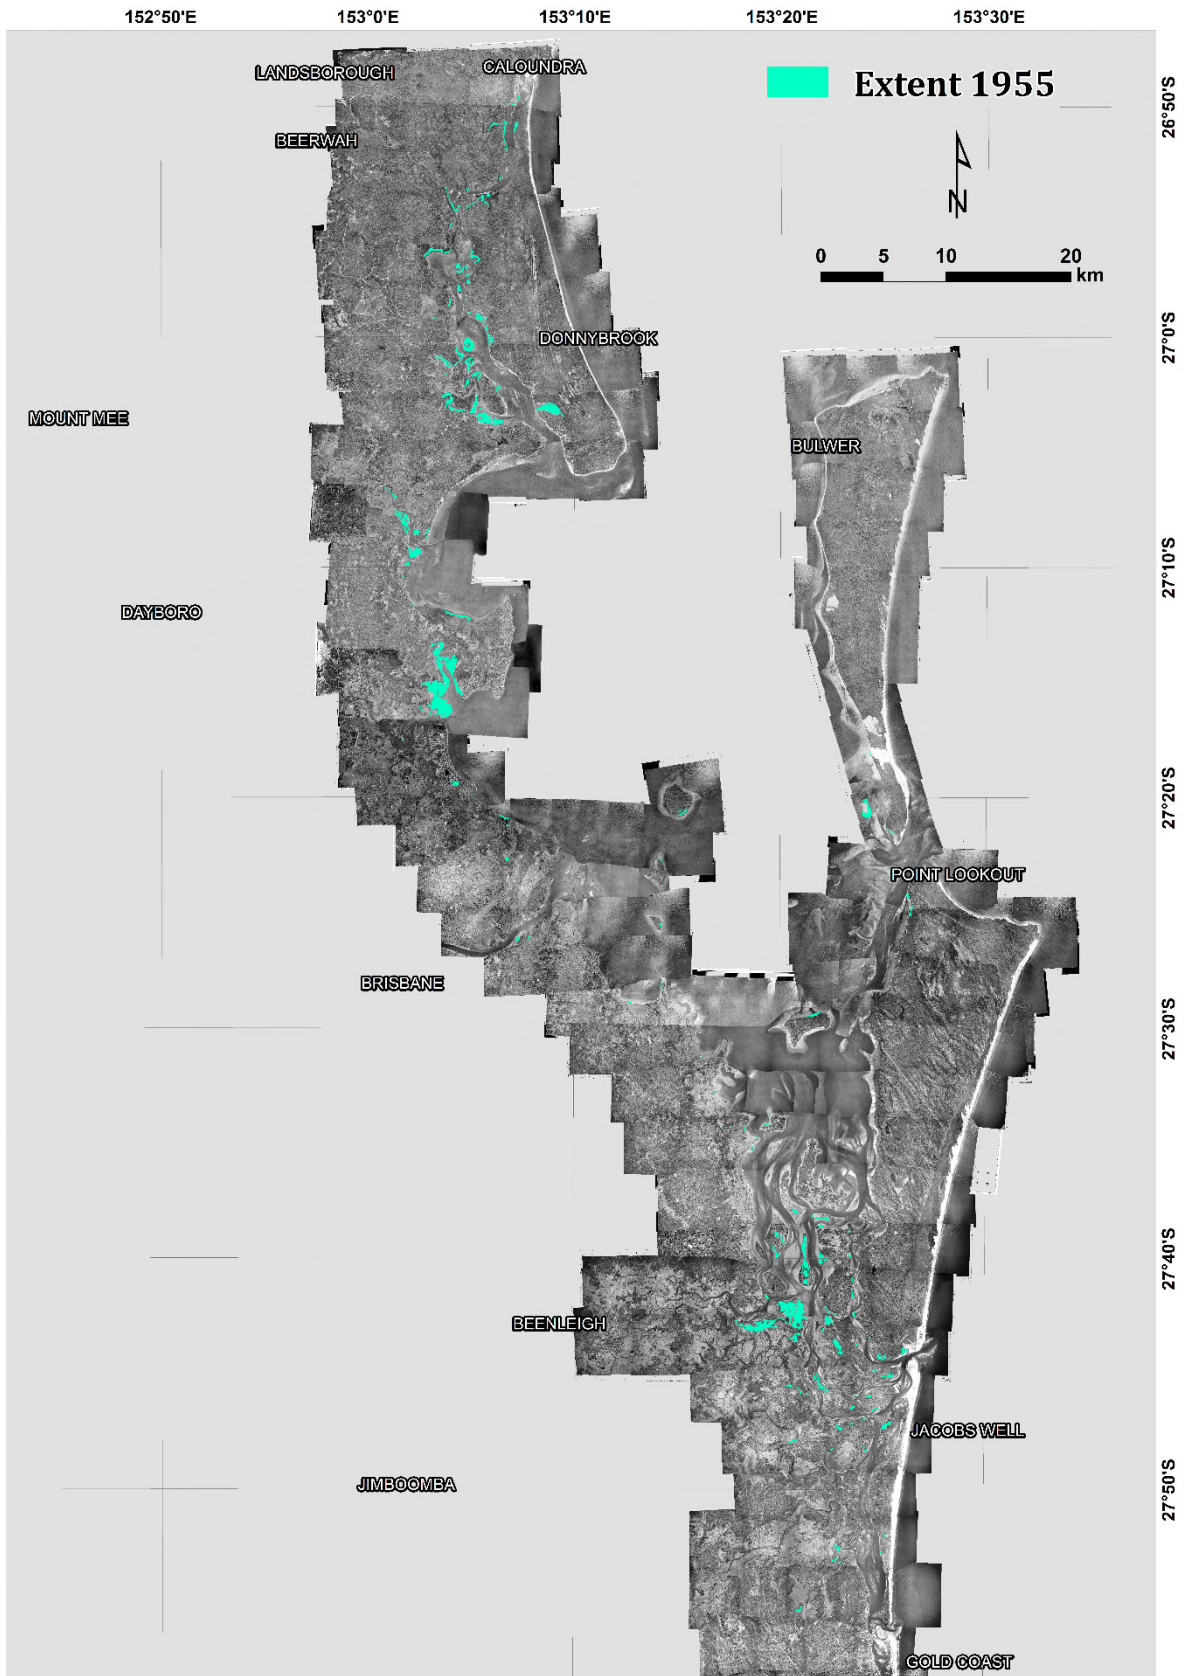 152°50'E 153°0'E 153°10'E 153°20'E 153°30'E
LANDSBOROUGH
CALOUNDRA
Extent 1955
26°50'S
BEERWAH
N
0 5 10 20
km
27°0'S
DONNYBROOK
MOUNT MEE
BULWER
27°10'S
DAYBORO
27°20'S
POINT LOOKOUT
BRISBANE
27°30'S
27°40'S
BEENLEIGH
JACOBS WELL
JIMBOOMBA
27°50'S
GOLD COAST